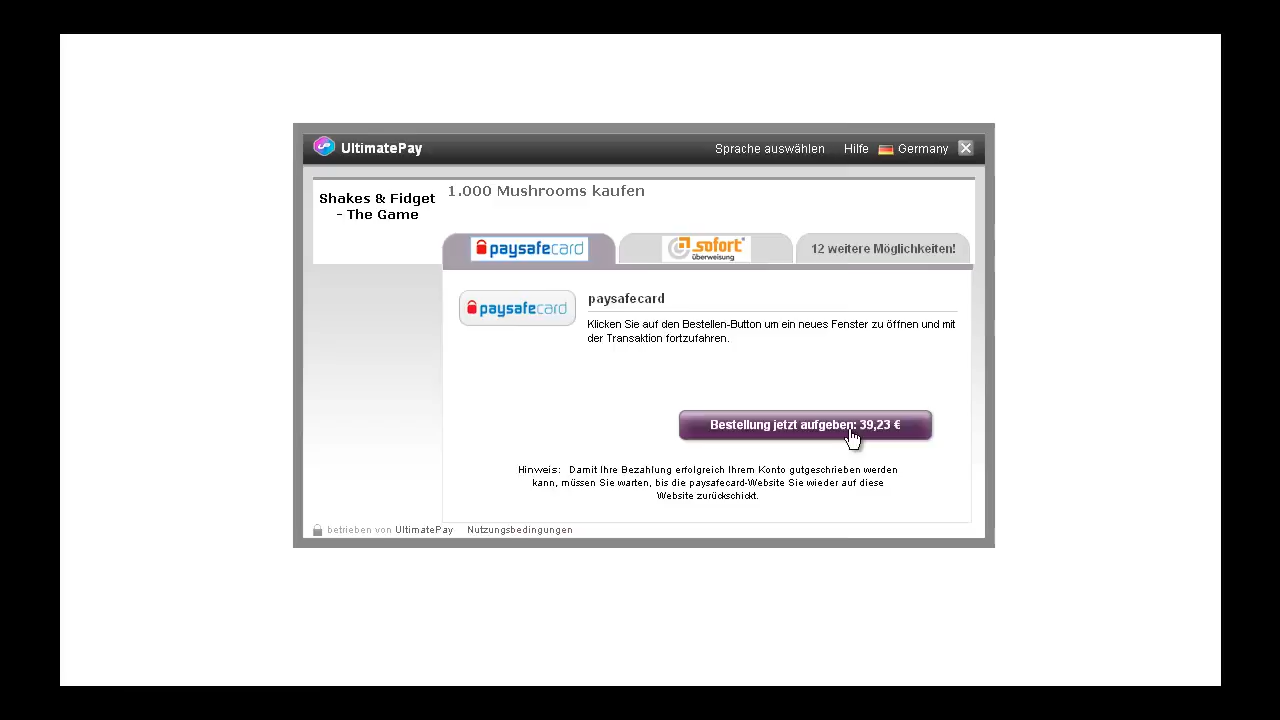 UltimatePay Sprache auswählen Hilfe Germany
Shakes & Fidget
- The Game
1.000 Mushrooms kaufen
paysafecard
sofort
überweisung
12 weitere Möglichkeiten!
paysafecard
paysafecard
Klicken Sie auf den Bestellen-Button um ein neues Fenster zu öffnen und mit
der Transaktion fortzufahren.
Bestellung jetzt aufgeben: 39,23 €
Hinweis: Damit Ihre Bezahlung erfolgreich Ihrem Konto gutgeschrieben werden
kann, müssen Sie warten, bis die paysafecard-Website Sie wieder auf diese
Website zurückschickt.
betrieben von UltimatePay Nutzungsbedingungen